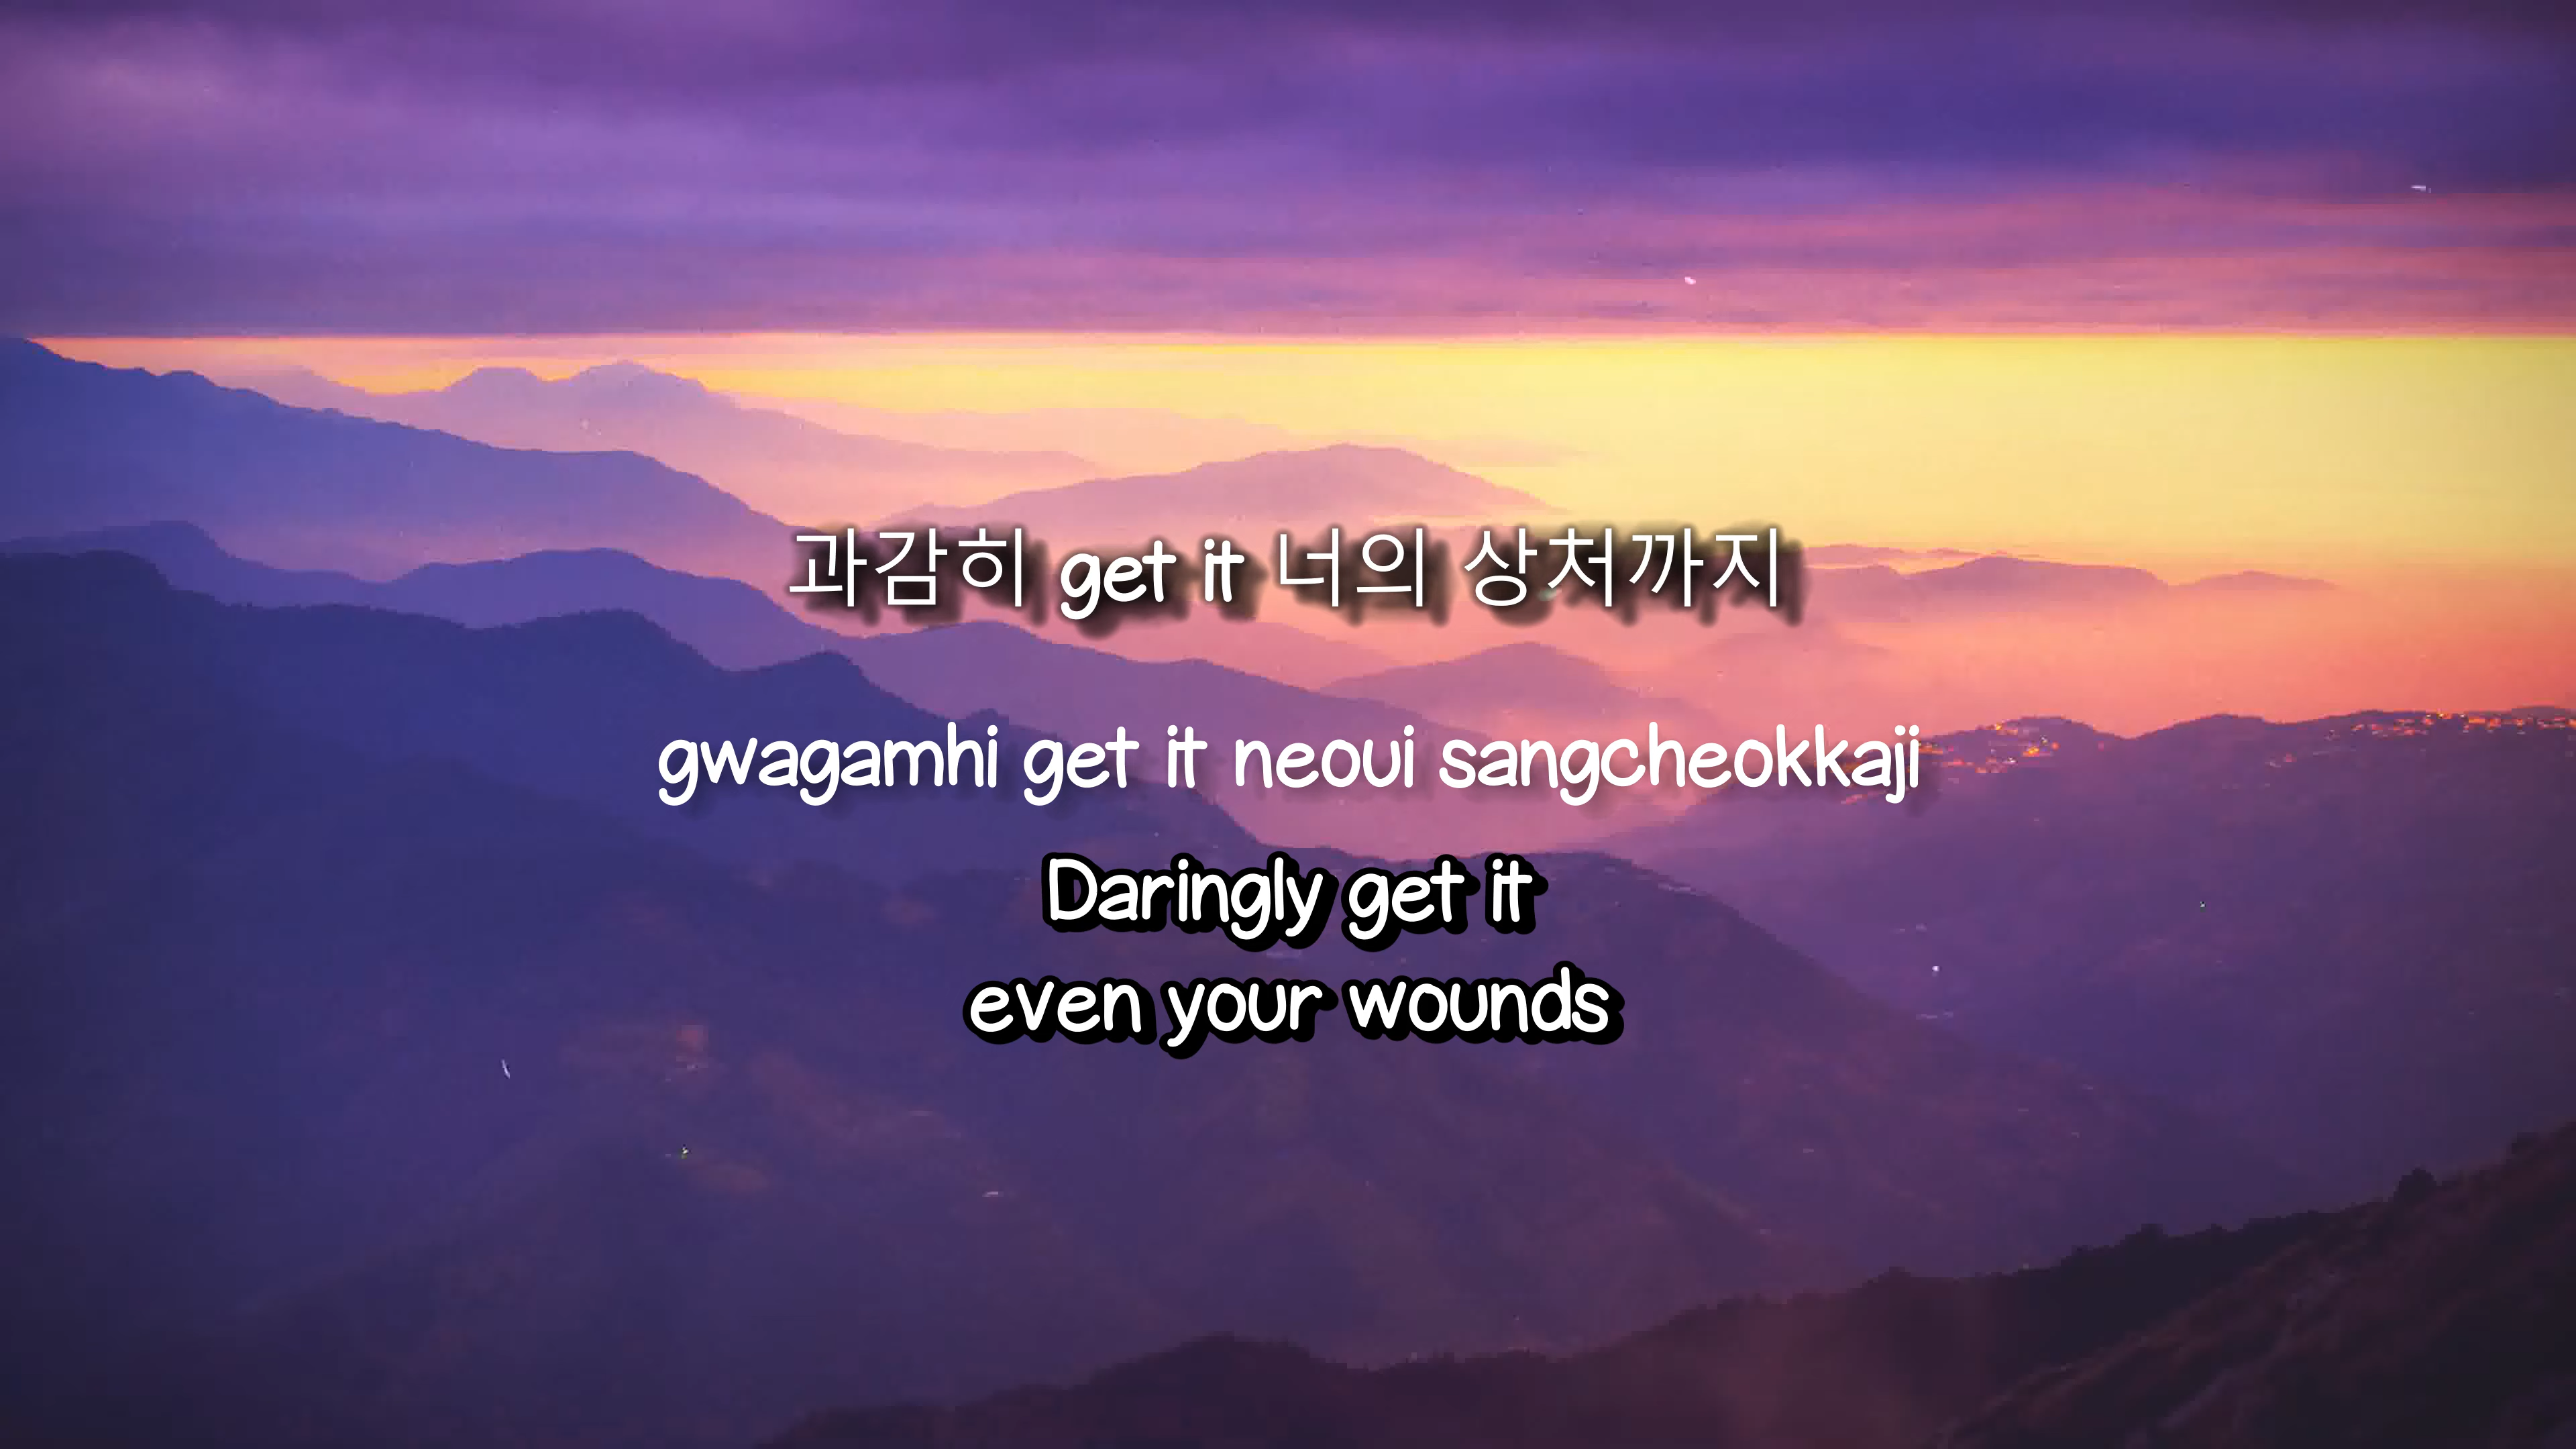 과감히 get it 너의 상처까지
gwagamhi get it neoui sangcheokkaji
Daringly get it
even your wounds